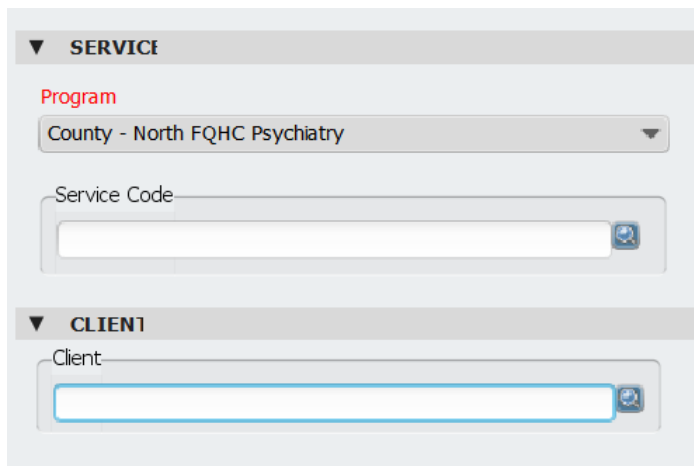 ▼ SERVICE
Program
County - North FQHC Psychiatry
Service Code
▼ CLIENT
Client